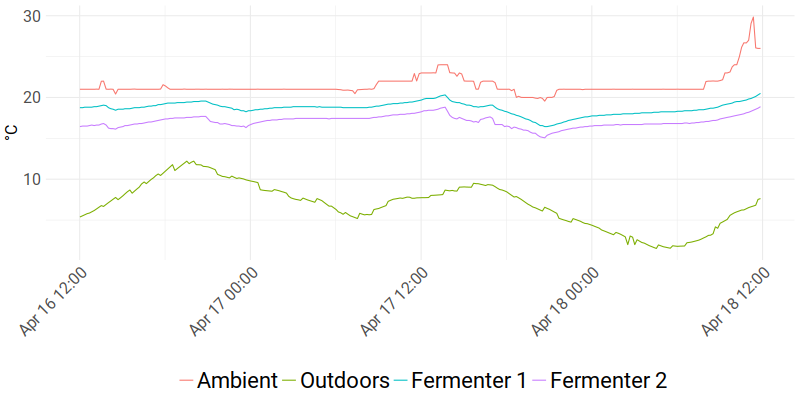 30
20
10
°C
Apr 16 12:00
Apr 17 00:00
Apr 17 12:00
Apr 18 00:00
Apr 18 12:00
Ambient Outdoors Fermenter 1 Fermenter 2